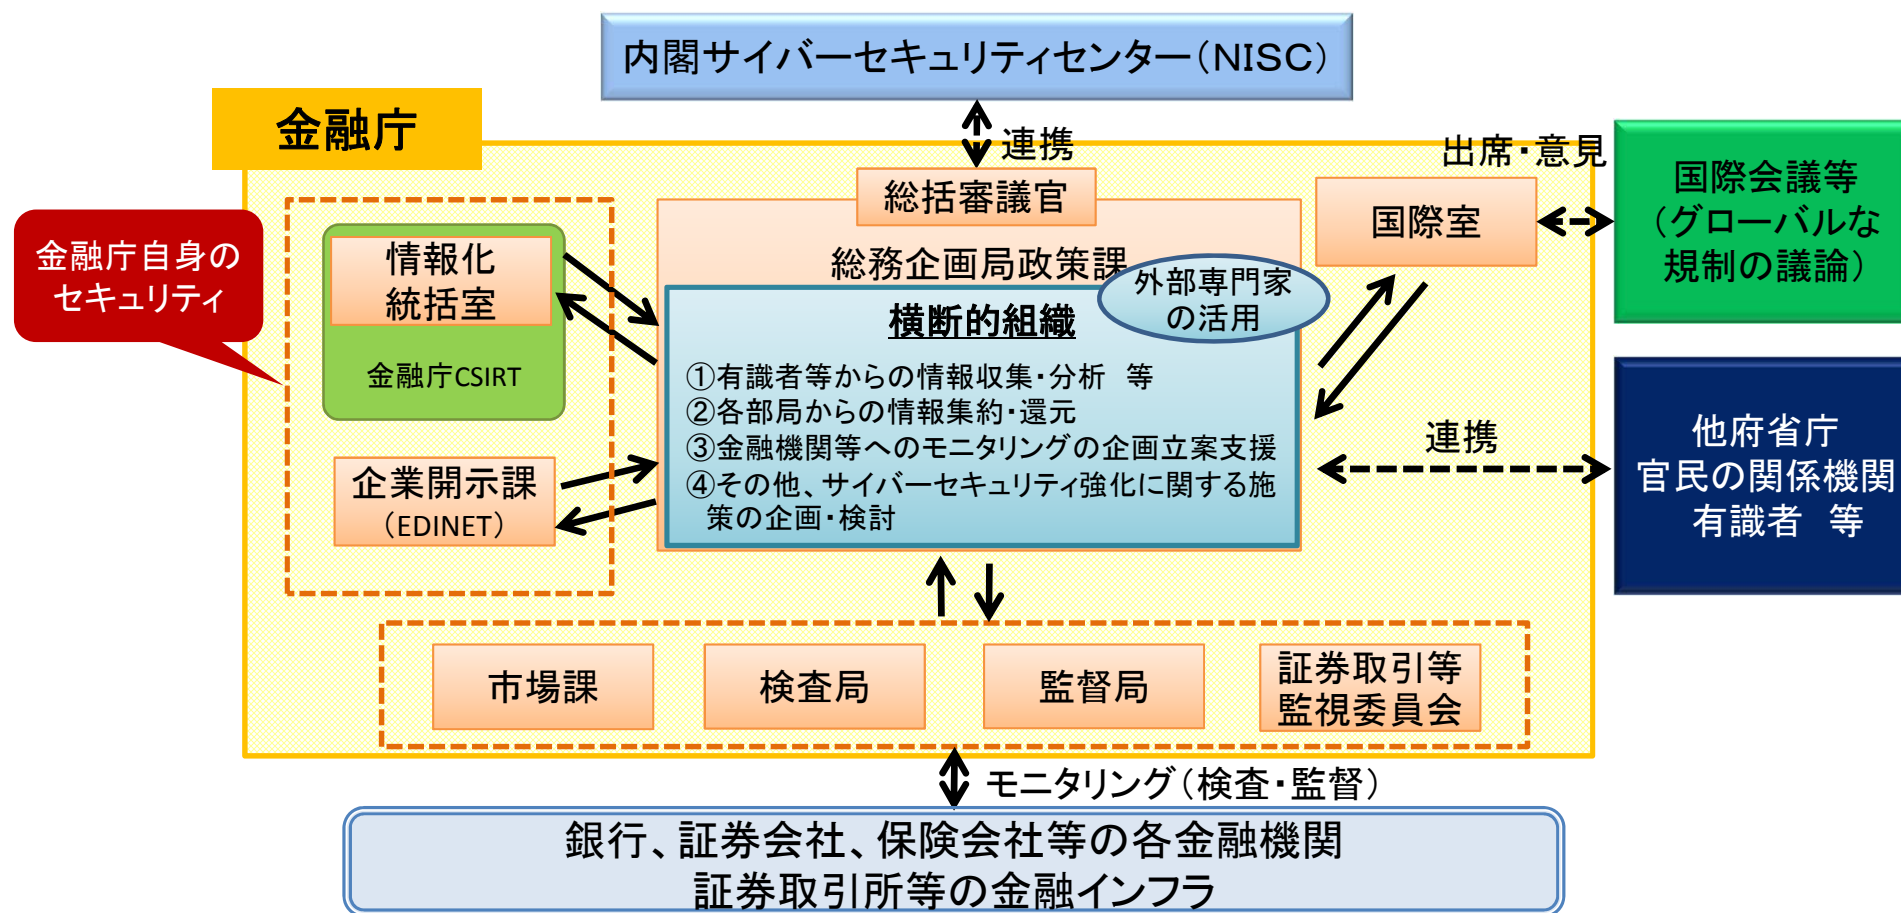 内閣サイバーセキュリティセンター（NISC）
金融庁
連携
出席・意見
総括審議官
国際室
国際会議等
（グローバルな
規制の議論）
金融庁自身の
セキュリティ
情報化
統括室
金融庁CSIRT
総務企画局政策課
外部専門家
の活用
横断的組織
①有識者等からの情報収集・分析　等
②各部局からの情報集約・還元
③金融機関等へのモニタリングの企画立案支援
④その他、サイバーセキュリティ強化に関する施
策の企画・検討
企業開示課
（EDINET）
連携
他府省庁
官民の関係機関
有識者　等
市場課
検査局
監督局
証券取引等
監視委員会
モニタリング（検査・監督）
銀行、証券会社、保険会社等の各金融機関
証券取引所等の金融インフラ